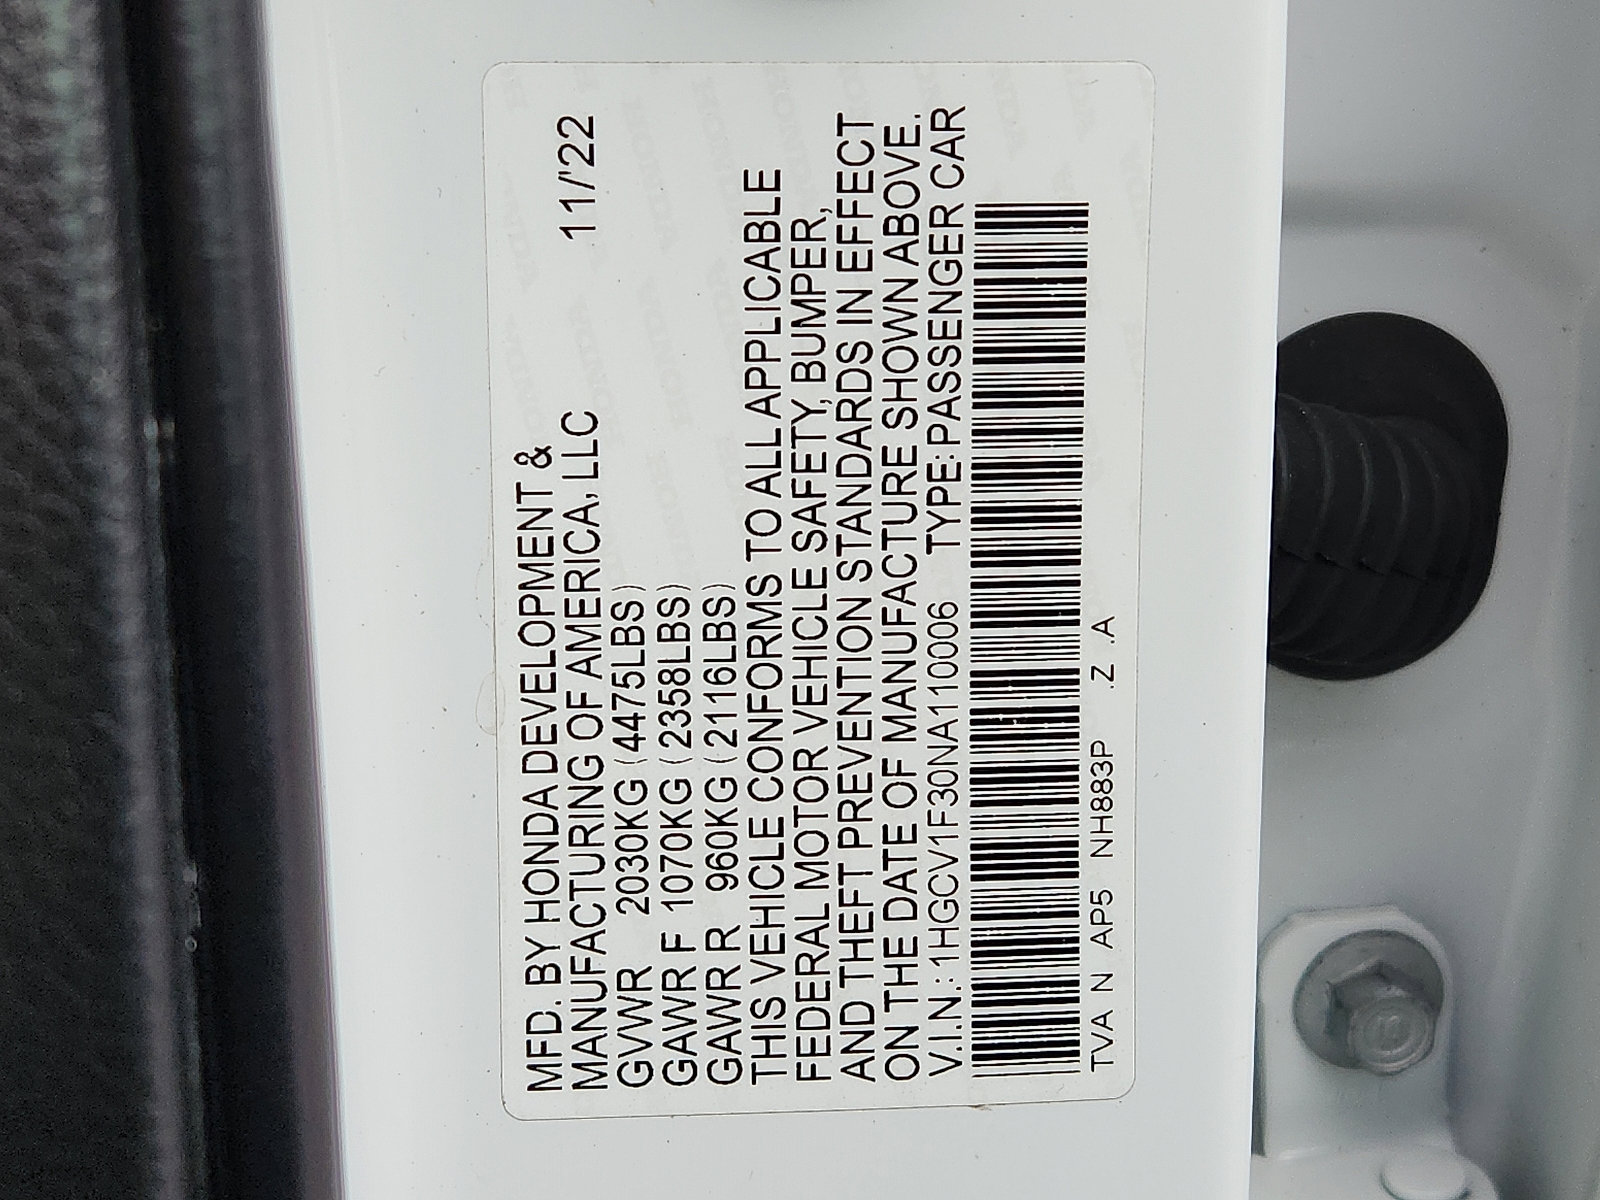 MFD. BY HONDA DEVELOPMENT &
MANUFACTURING OF AMERICA, LLC 11/'22
GVWR 2030KG (4475LBS)
GAWR F 1070KG (2358LBS)
GAWR R 960KG (2116LBS)
THIS VEHICLE CONFORMS TO ALL APPLICABLE
FEDERAL MOTOR VEHICLE SAFETY, BUMPER,
AND THEFT PREVENTION STANDARDS IN EFFECT
ON THE DATE OF MANUFACTURE SHOWN ABOVE.
V.I.N.: 1HGCV1F30NA110006 TYPE: PASSENGER CAR
TVA N AP5 NH883P .Z .A